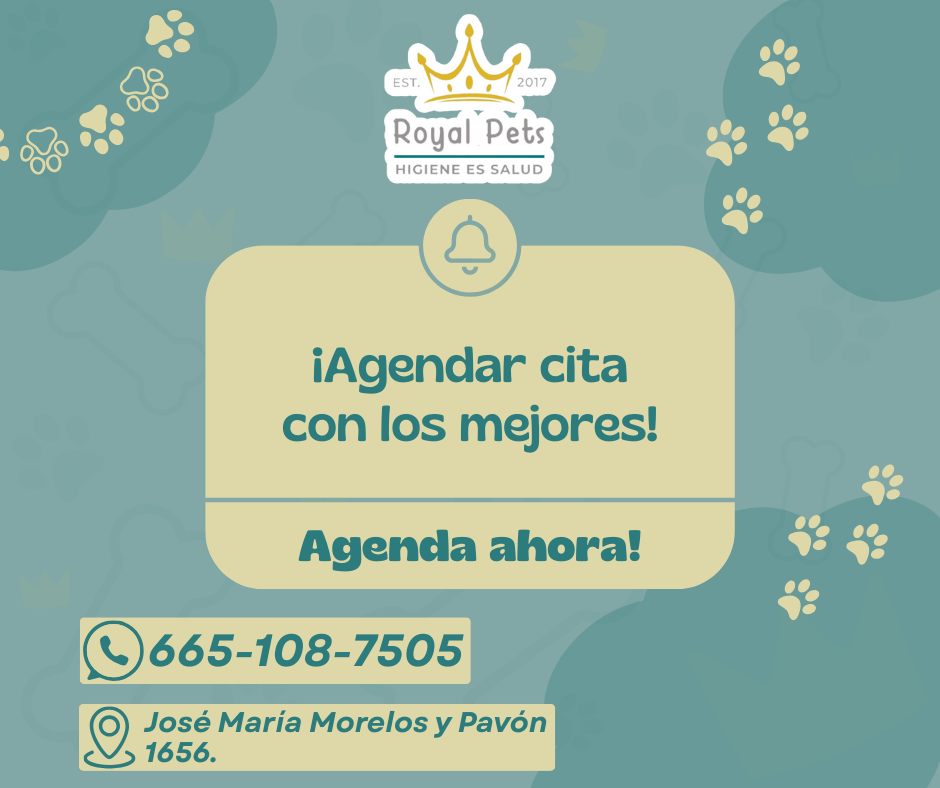 EST. 2017
Royal Pets
HIGIENE ES SALUD
¡Agendar cita
con los mejores!
Agenda ahora!
665-108-7505
José María Morelos y Pavón
1656.